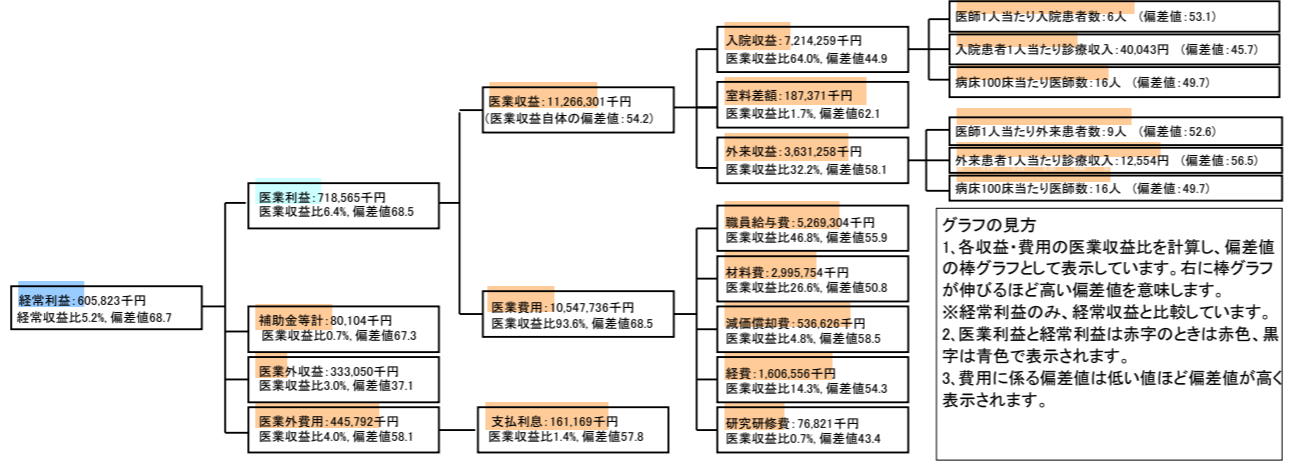 経常利益：605,823千円
経常収益比5.2%, 偏差値68.7
医業利益：718,565千円
医業収益比6.4%, 偏差値68.5
補助金等計：80,104千円
医業収益比0.7%, 偏差値67.3
医業外収益：333,050千円
医業収益比3.0%, 偏差値37.1
医業外費用：445,792千円
医業収益比4.0%, 偏差値58.1
支払利息：161,169千円
医業収益比1.4%, 偏差値57.8
医業収益：11,266,301千円
（医業収益自体の偏差値：54.2）
医業費用：10,547,736千円
医業収益比93.6%, 偏差値68.5
入院収益：7,214,259千円
医業収益比64.0%, 偏差値44.9
室料差額：187,371千円
医業収益比1.7%, 偏差値62.1
外来収益：3,631,258千円
医業収益比32.2%, 偏差値58.1
職員給与費：5,269,304千円
医業収益比46.8%, 偏差値55.9
材料費：2,995,754千円
医業収益比26.6%, 偏差値50.8
減価償却費：536,626千円
医業収益比4.8%, 偏差値58.5
経費：1,606,556千円
医業収益比14.3%, 偏差値54.3
研究研修費：76,821千円
医業収益比0.7%, 偏差値43.4
医師1人当たり入院患者数：6人　（偏差値：53.1）
入院患者1人当たり診療収入：40,043円　（偏差値：45.7）
病床100床当たり医師数：16人　（偏差値：49.7）
医師1人当たり外来患者数：9人　（偏差値：52.6）
外来患者1人当たり診療収入：12,554円　（偏差値：56.5）
病床100床当たり医師数：16人　（偏差値：49.7）
グラフの見方
1、各収益・費用の医業収益比を計算し、偏差値
の棒グラフとして表示しています。右に棒グラフ
が伸びるほど高い偏差値を意味します。
※経常利益のみ、経常収益と比較しています。
2、医業利益と経常利益は赤字のときは赤色、黒
字は青色で表示されます。
3、費用に係る偏差値は低い値ほど偏差値が高く
表示されます。